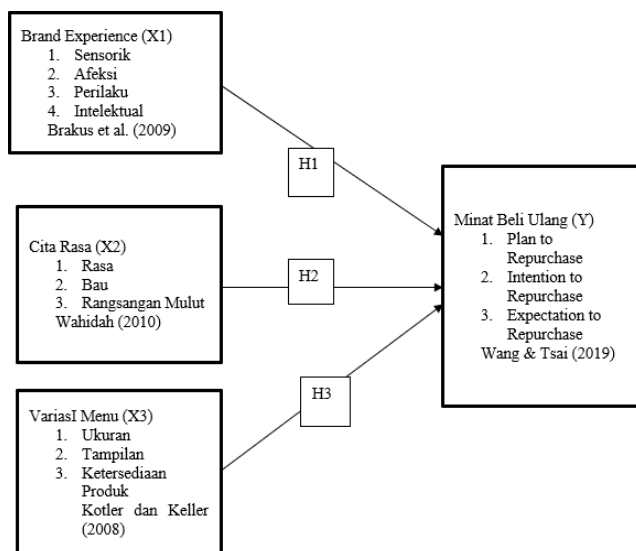 Brand Experience (X1)
1. Sensorik
2. Afeksi
3. Perilaku
4. Intelektual
Brakus et al. (2009)
H1
Cita Rasa (X2)
1. Rasa
2. Bau
3. Rangsangan Mulut
Wahidah (2010)
H2
VariasI Menu (X3)
1. Ukuran
2. Tampilan
3. Ketersediaan
Produk
Kotler dan Keller
(2008)
H3
Minat Beli Ulang (Y)
1. Plan to
Repurchase
2. Intention to
Repurchase
3. Expectation to
Repurchase
Wang & Tsai (2019)